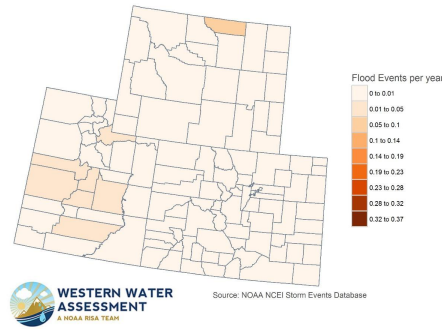 Flood Events per year
0 to 0.01
0.01 to 0.05
0.05 to 0.1
0.1 to 0.14
0.14 to 0.19
0.19 to 0.23
0.23 to 0.28
0.28 to 0.32
0.32 to 0.37
WESTERN WATER
ASSESSMENT
A NOAA RISA TEAM
Source: NOAA NCEI Storm Events Database